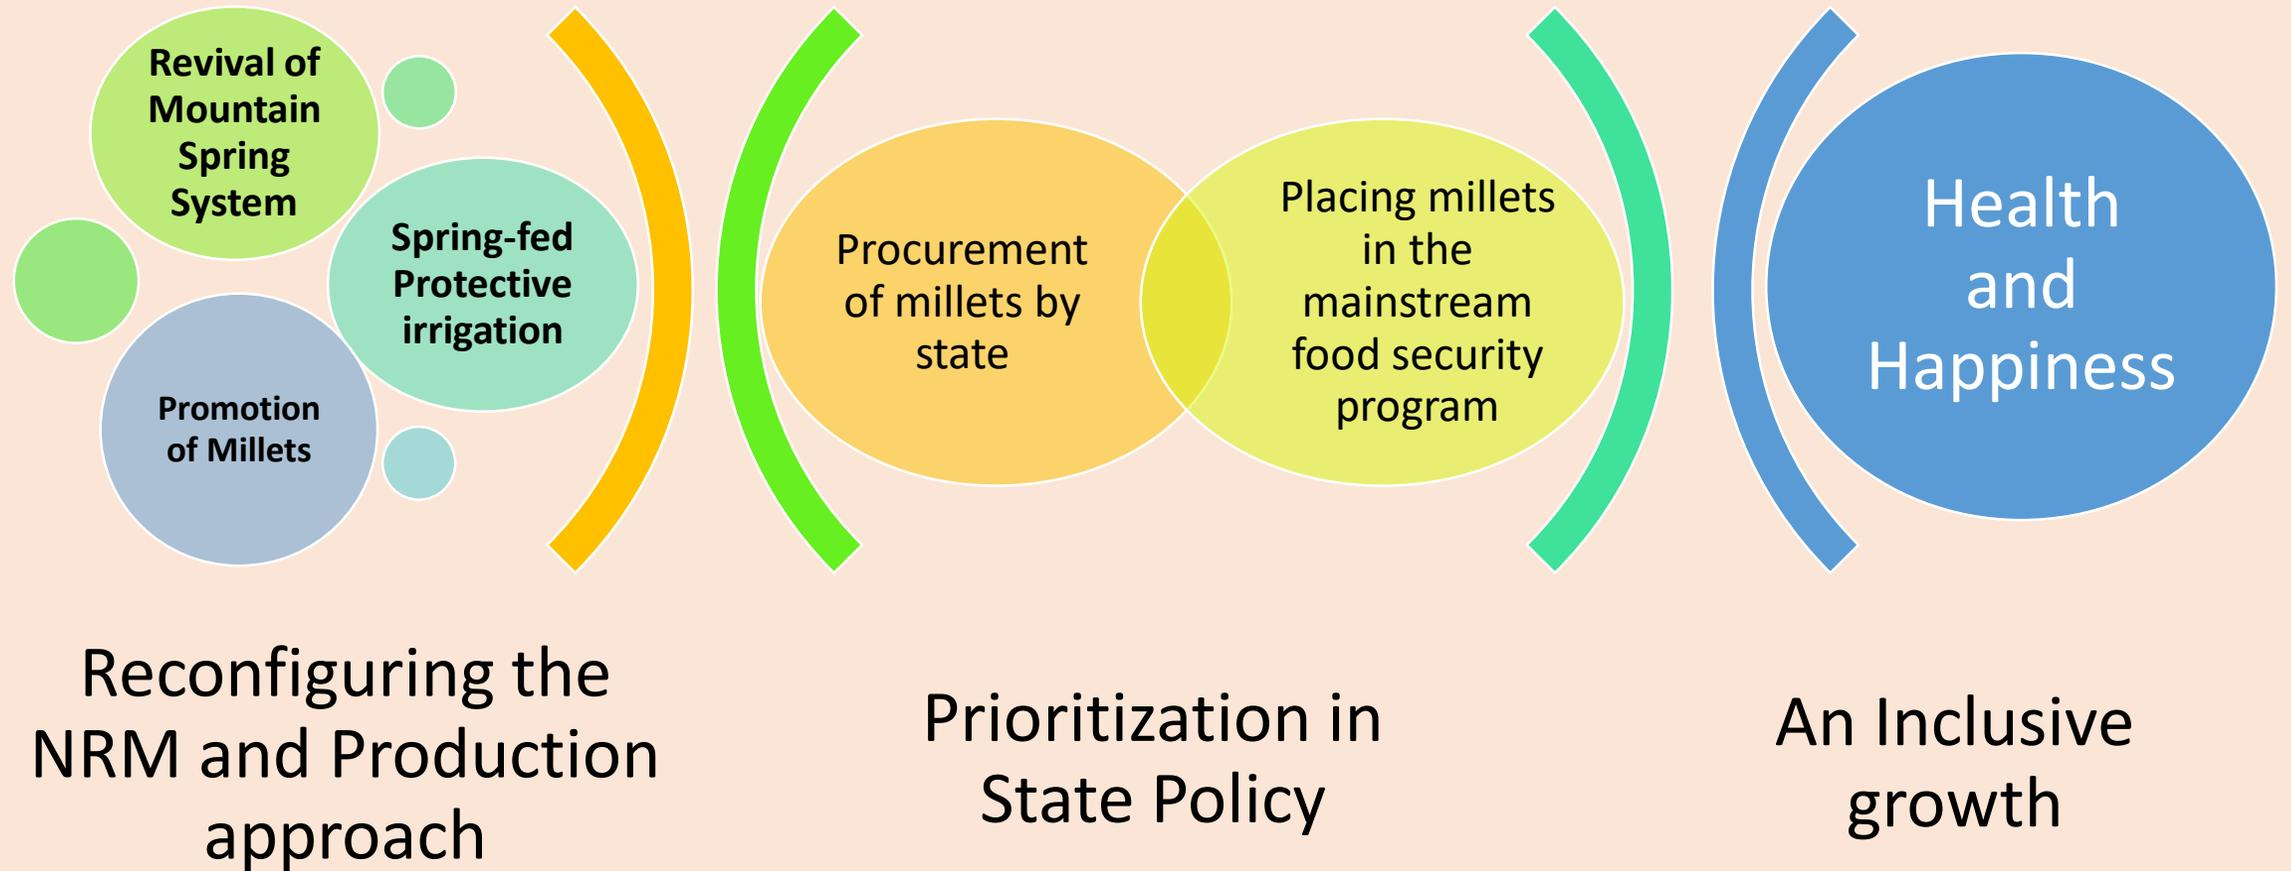 Revival of
Mountain
Spring
System
Spring-fed
Protective
irrigation
Promotion
of Millets
Procurement
of millets by
state
Placing millets
in the
mainstream
food security
program
Health
and
Happiness
Reconfiguring the
NRM and Production
approach
Prioritization in
State Policy
An Inclusive
growth